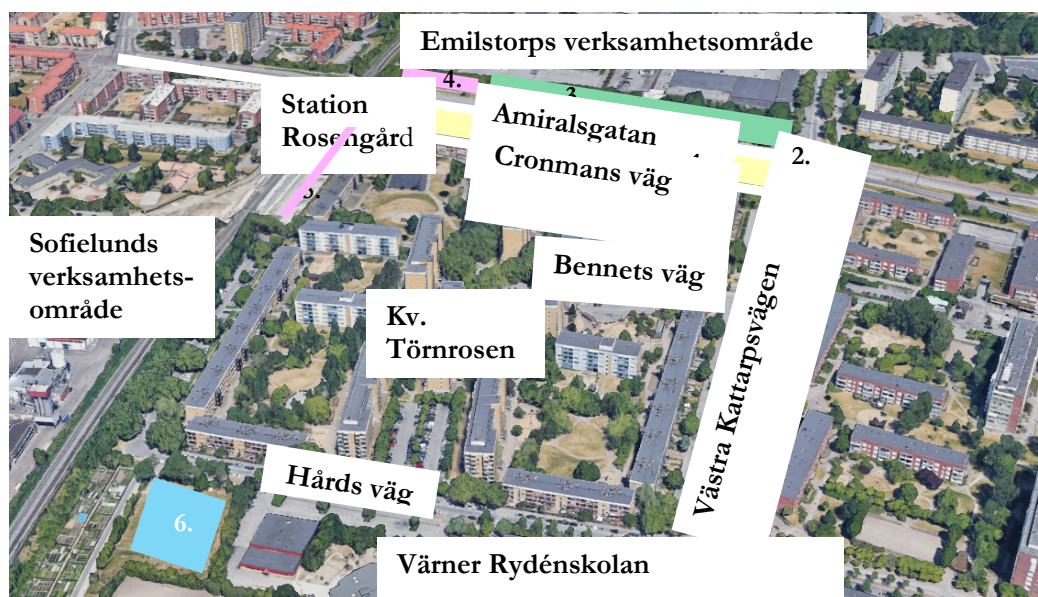 Emilstorps verksamhetsområde
4.
3
Station
Rosengård
Amiralsgatan
Cronmans väg
2.
Sofielunds
verksamhets-
område
Bennets väg
Kv.
Törnrosen
Västra Kattarpsvägen
Hårds väg
6.
Värner Rydénskolan